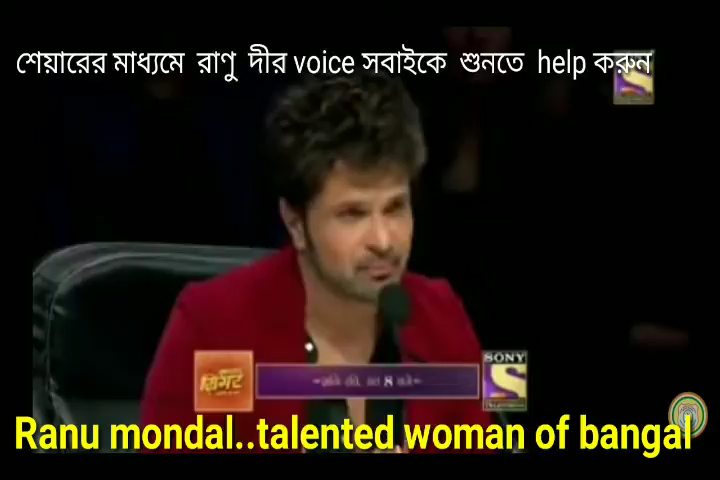 শেয়ারের মাধ্যমে রাণু দীর voice সবাইকে শুনতে help করুন
SONY
Ranu mondal..talented woman of bangal